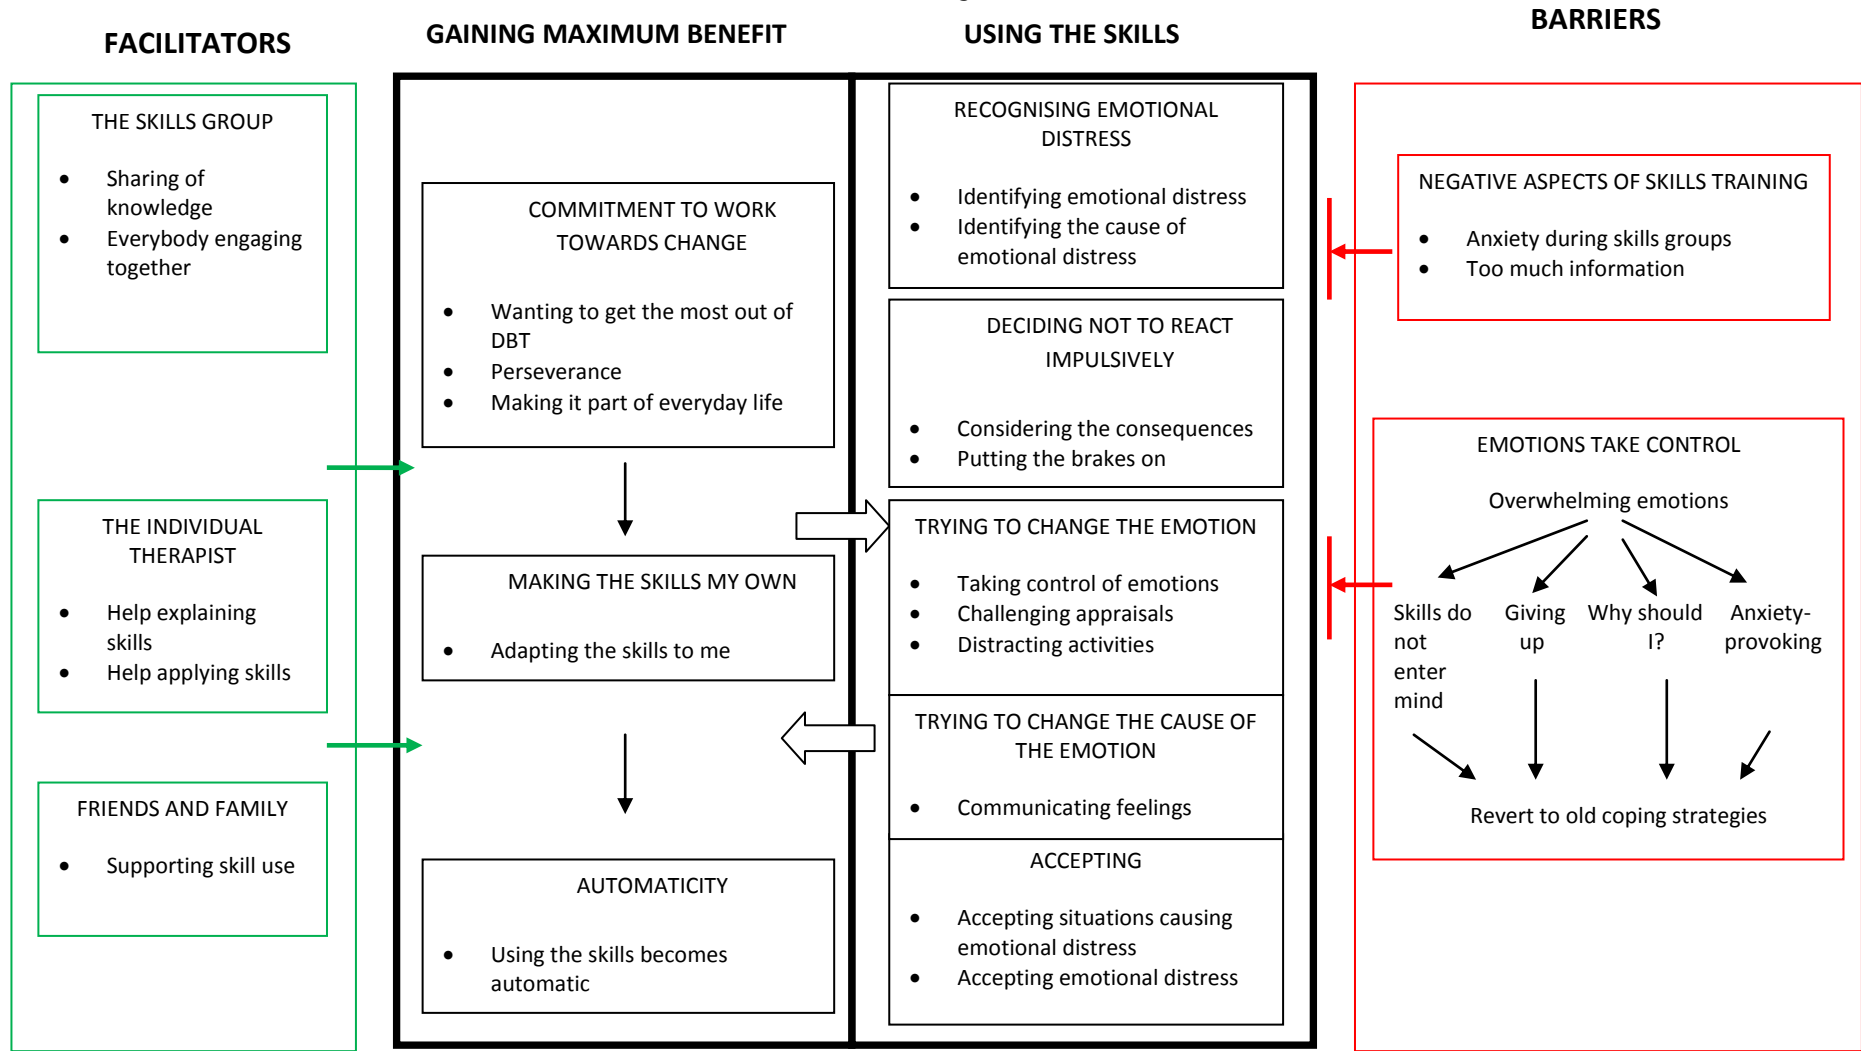 FACILITATORS
GAINING MAXIMUM BENEFIT
USING THE SKILLS
BARRIERS
THE SKILLS GROUP
• Sharing of
knowledge
• Everybody engaging
together
THE INDIVIDUAL
THERAPIST
• Help explaining
skills
• Help applying skills
FRIENDS AND FAMILY
• Supporting skill use
COMMITMENT TO WORK
TOWARDS CHANGE
• Wanting to get the most out of
DBT
• Perseverance
• Making it part of everyday life
MAKING THE SKILLS MY OWN
• Adapting the skills to me
AUTOMATICITY
• Using the skills becomes
automatic
RECOGNISING EMOTIONAL
DISTRESS
• Identifying emotional distress
• Identifying the cause of
emotional distress
DECIDING NOT TO REACT
IMPULSIVELY
• Considering the consequences
• Putting the brakes on
TRYING TO CHANGE THE EMOTION
• Taking control of emotions
• Challenging appraisals
• Distracting activities
TRYING TO CHANGE THE CAUSE OF
THE EMOTION
• Communicating feelings
ACCEPTING
• Accepting situations causing
emotional distress
• Accepting emotional distress
NEGATIVE ASPECTS OF SKILLS TRAINING
• Anxiety during skills groups
• Too much information
EMOTIONS TAKE CONTROL
Overwhelming emotions
Skills do
not
enter
mind
Giving
up
Why should
I?
Anxiety-
provoking
Revert to old coping strategies